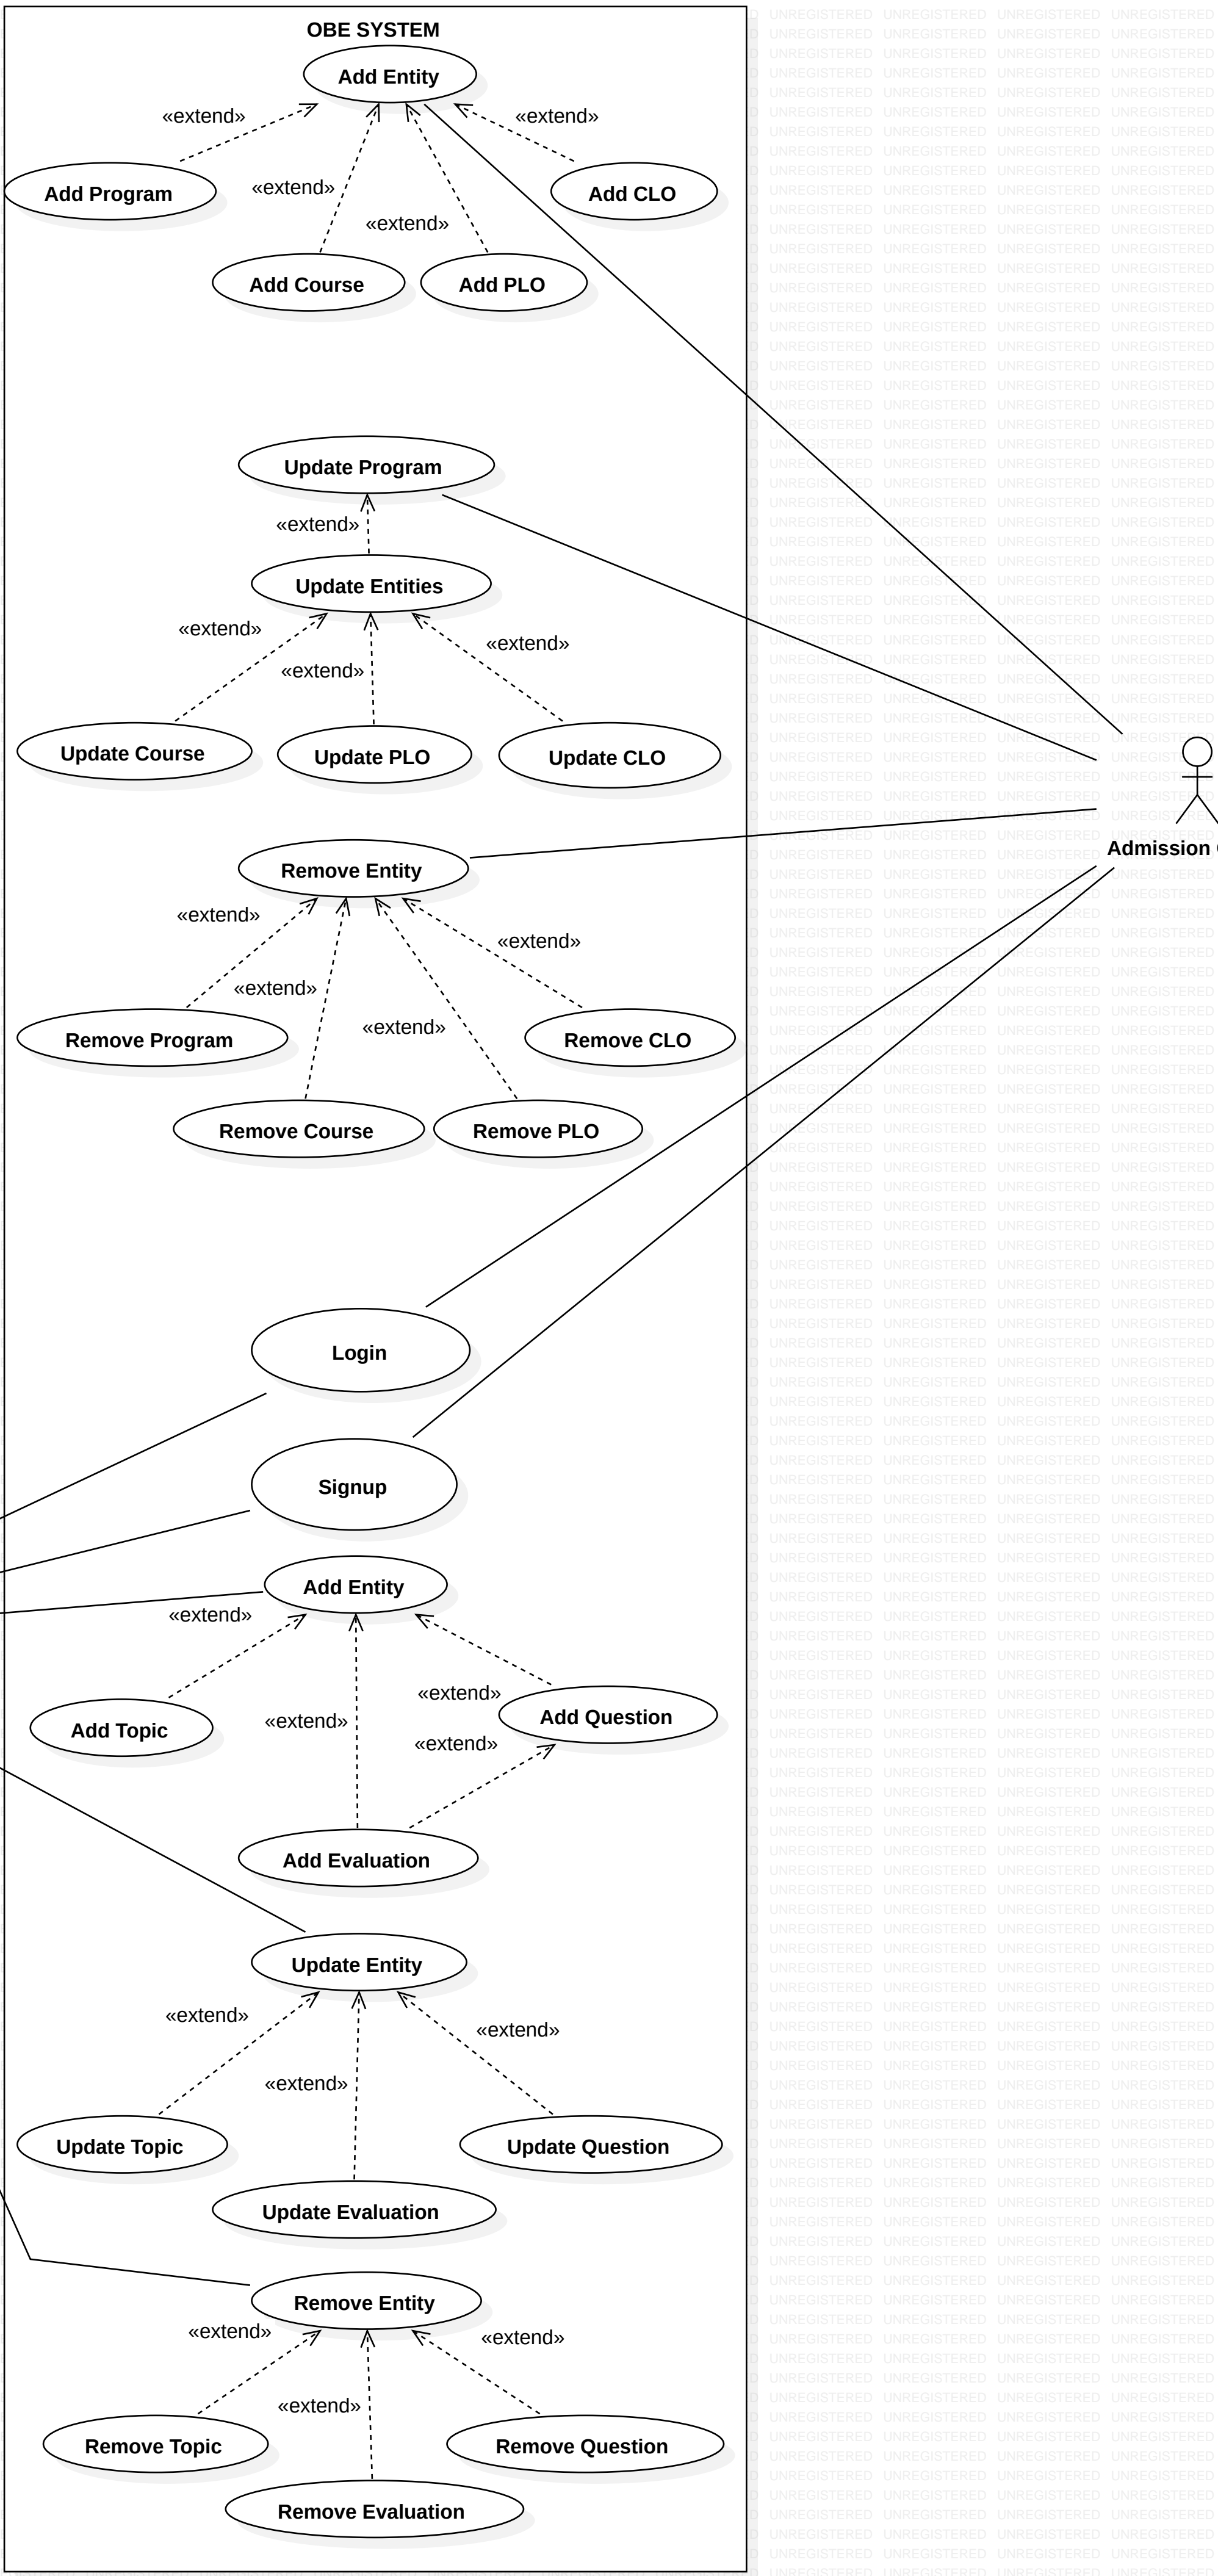 OBE SYSTEM
Add Entity
«extend»
«extend»
Add Program
«extend»
Add CLO
«extend»
Add Course
Add PLO
Update Program
«extend»
Update Entities
«extend»
«extend»
«extend»
Update Course
Update PLO
Update CLO
Admission
Remove Entity
«extend»
«extend»
«extend»
«extend»
Remove Program
Remove CLO
Remove Course
Remove PLO
Login
Signup
Add Entity
«extend»
«extend»
Add Topic
«extend»
Add Question
«extend»
Add Evaluation
Update Entity
«extend»
«extend»
«extend»
Update Topic
Update Question
Update Evaluation
Remove Entity
«extend»
«extend»
«extend»
Remove Topic
Remove Question
Remove Evaluation
UNREGISTERED UNREGISTERED UNREGISTERED UNREGISTERED